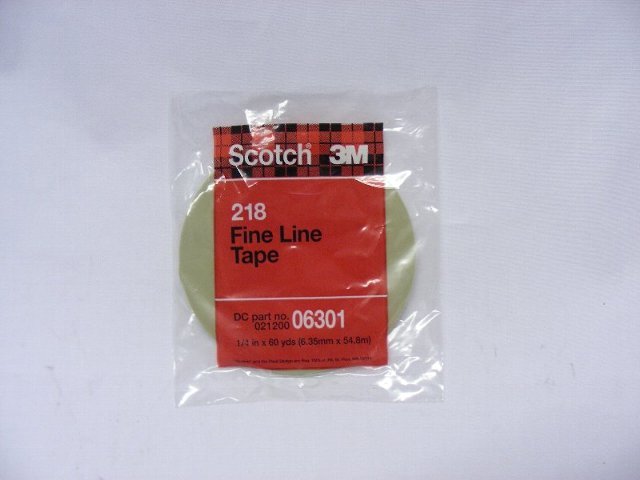 Scotch 3M
218
Fine Line
Tape
DC part no.
021200 06301
1/4 in x 60 yds (6.35mm x 54.8m)